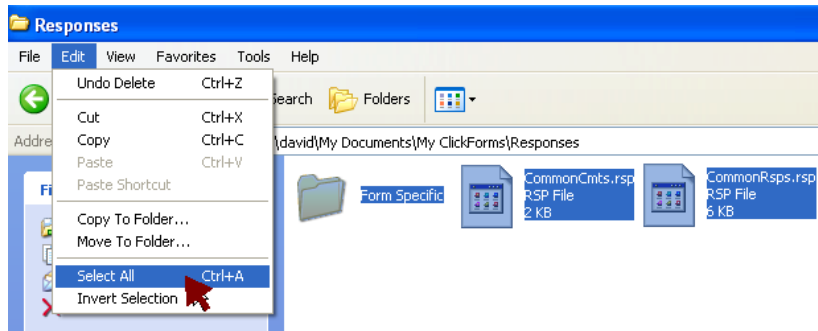 Responses
File Edit View Favorites Tools Help
Undo Delete Ctrl+Z
Search Folders
Cut Ctrl+X
Copy Ctrl+C
\david\My Documents\My ClickForms\Responses
Paste Ctrl+V
Paste Shortcut
Form Specific
CommonCmts.rsp
RSP File
2 KB
CommonRsps.rsp
RSP File
6 KB
Copy To Folder...
Move To Folder...
Select All Ctrl+A
Invert Selection